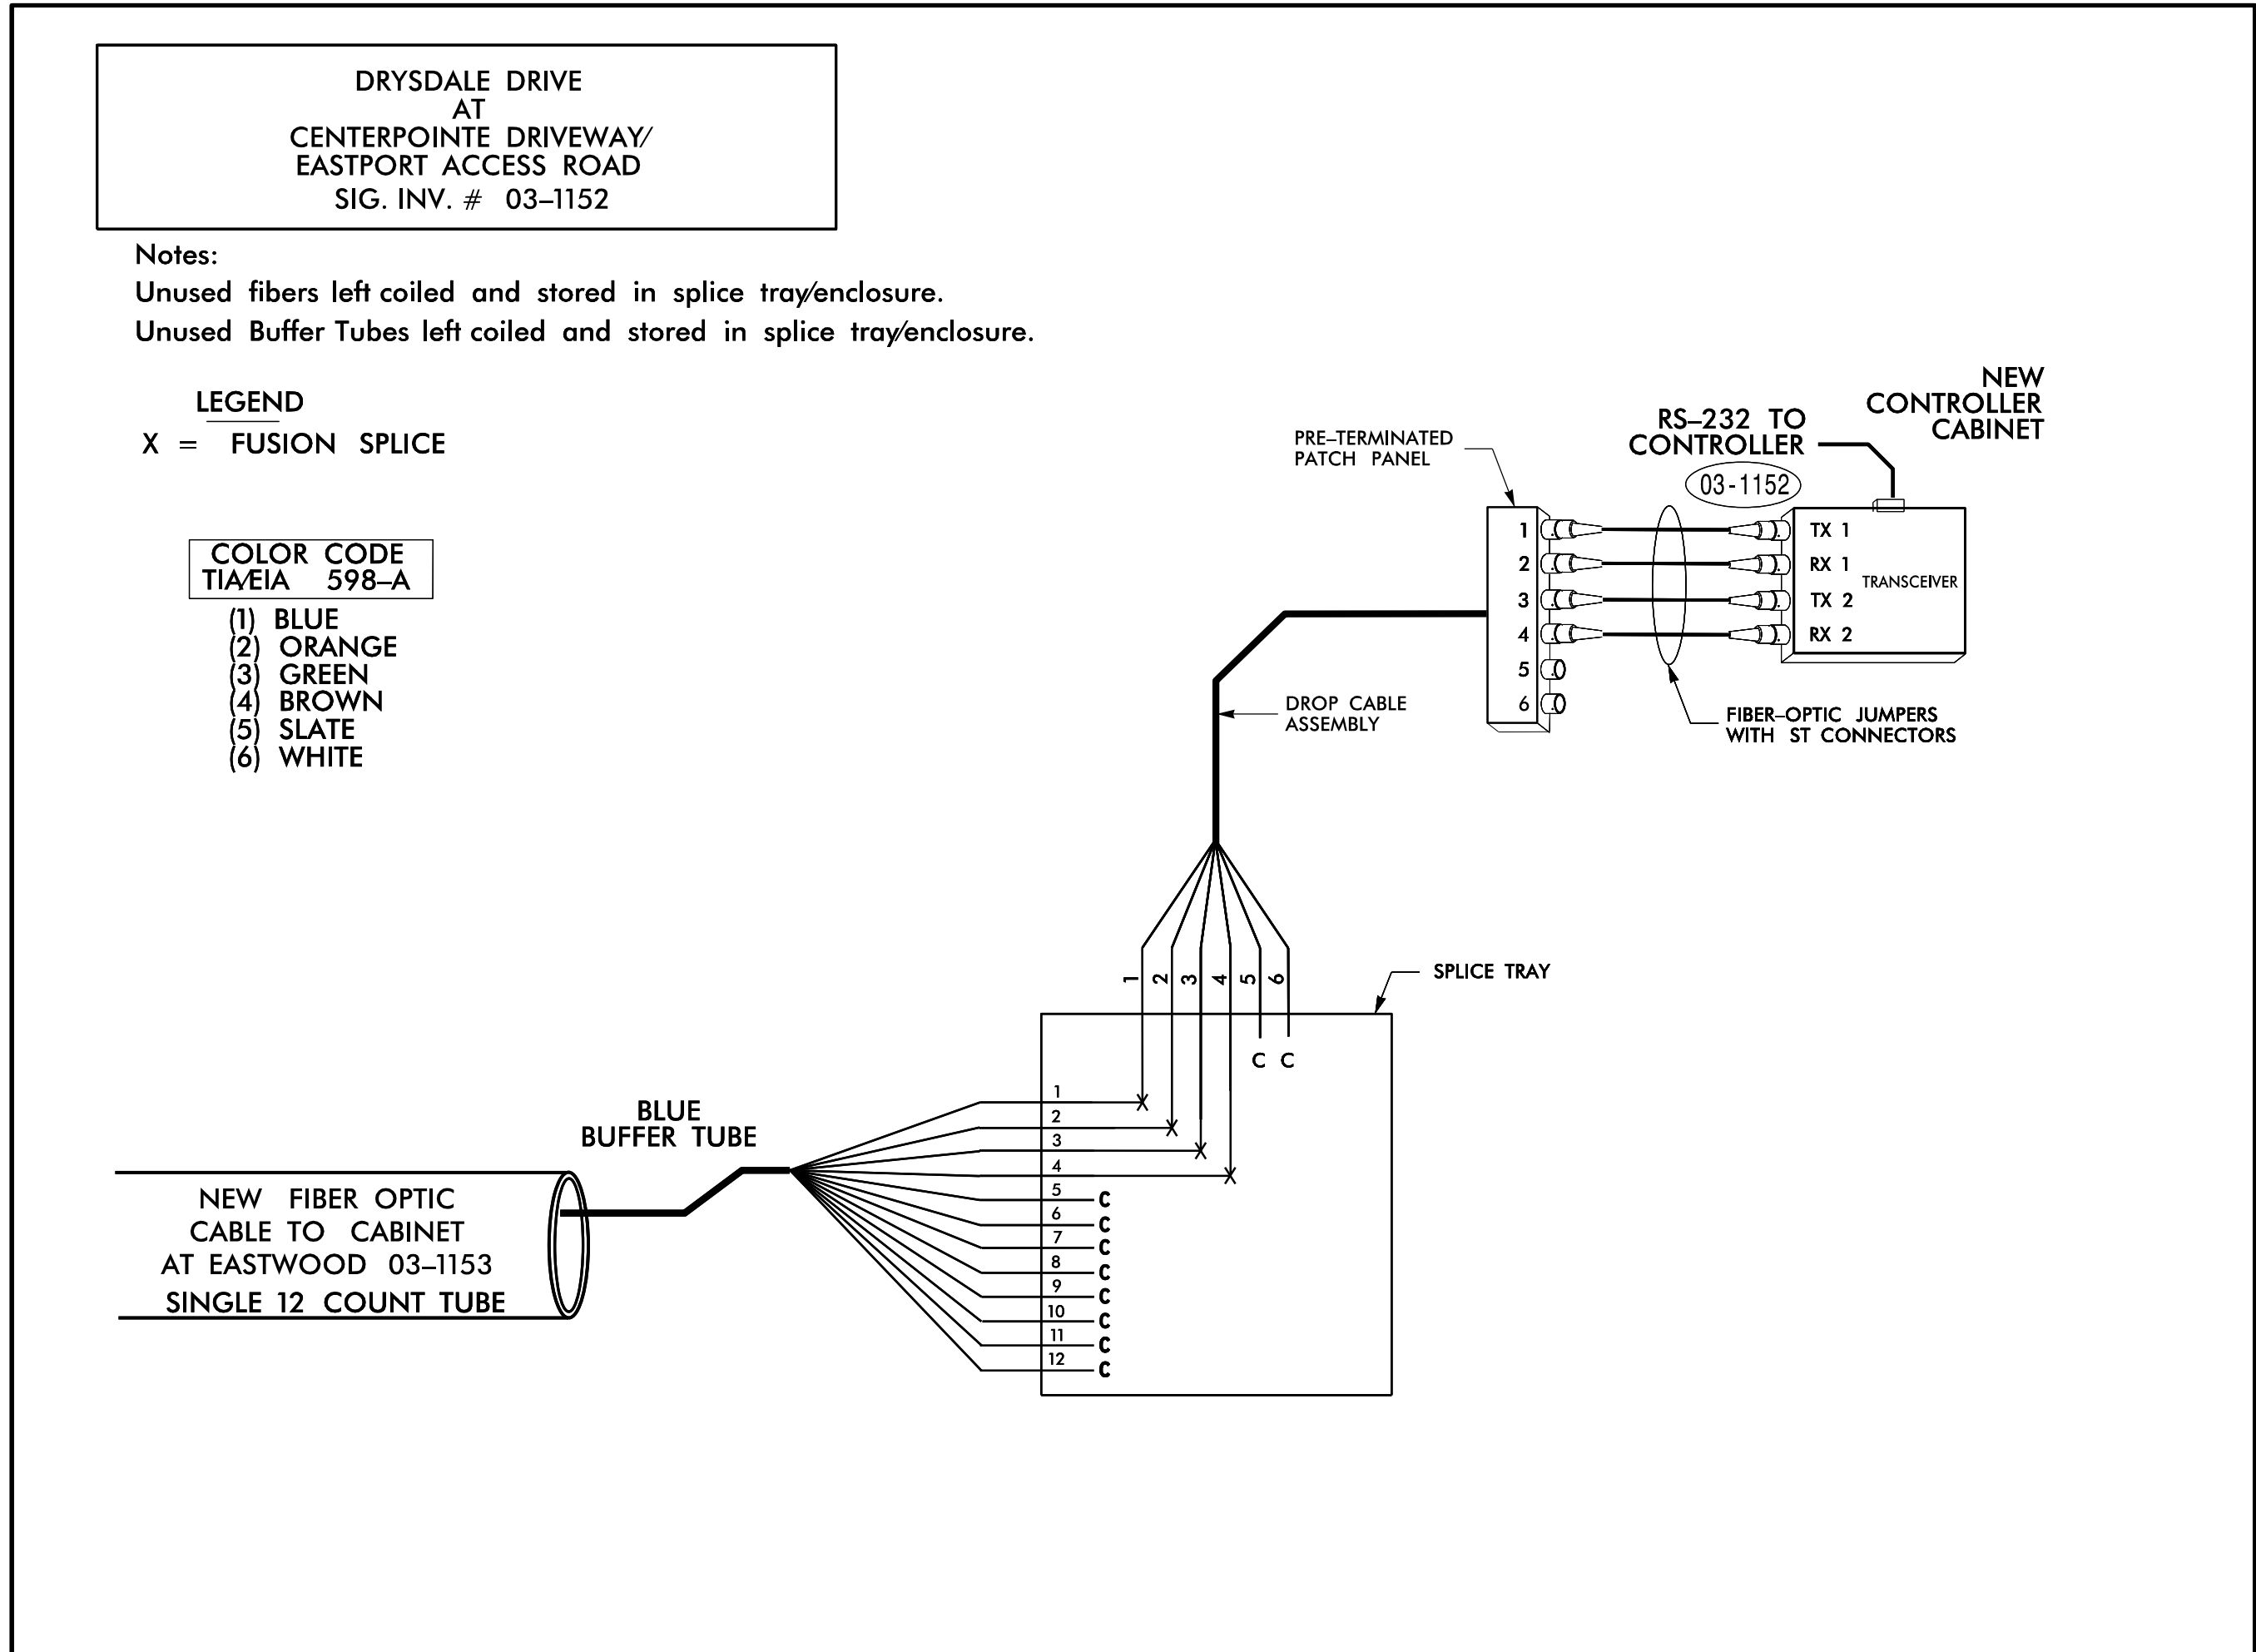 DRYSDALE DRIVE
AT
CENTERPOINTE DRIVEWAY/
EASTPORT ACCESS ROAD
SIG. INV. # 03-1152
Notes:
Unused fibers left coiled and stored in splice tray/enclosure.
Unused Buffer Tubes left coiled and stored in splice tray/enclosure.
LEGEND
X = FUSION SPLICE
COLOR CODE
TIA/EIA 598-A
(1) BLUE
(2) ORANGE
(3) GREEN
(4) BROWN
(5) SLATE
(6) WHITE
NEW
CONTROLLER
CABINET
RS-232 TO
CONTROLLER
03-1152
PRE-TERMINATED
PATCH PANEL
1
2
3
4
5
6
TX 1
RX 1
TX 2
RX 2
TRANSCEIVER
DROP CABLE
ASSEMBLY
FIBER-OPTIC JUMPERS
WITH ST CONNECTORS
1
2
3
4
5
6
SPLICE TRAY
C C
1
2
3
4
5 C
6 C
7 C
8 C
9 C
10 C
11 C
12 C
X
X
X
X
BLUE
BUFFER TUBE
NEW FIBER OPTIC
CABLE TO CABINET
AT EASTWOOD 03-1153
SINGLE 12 COUNT TUBE